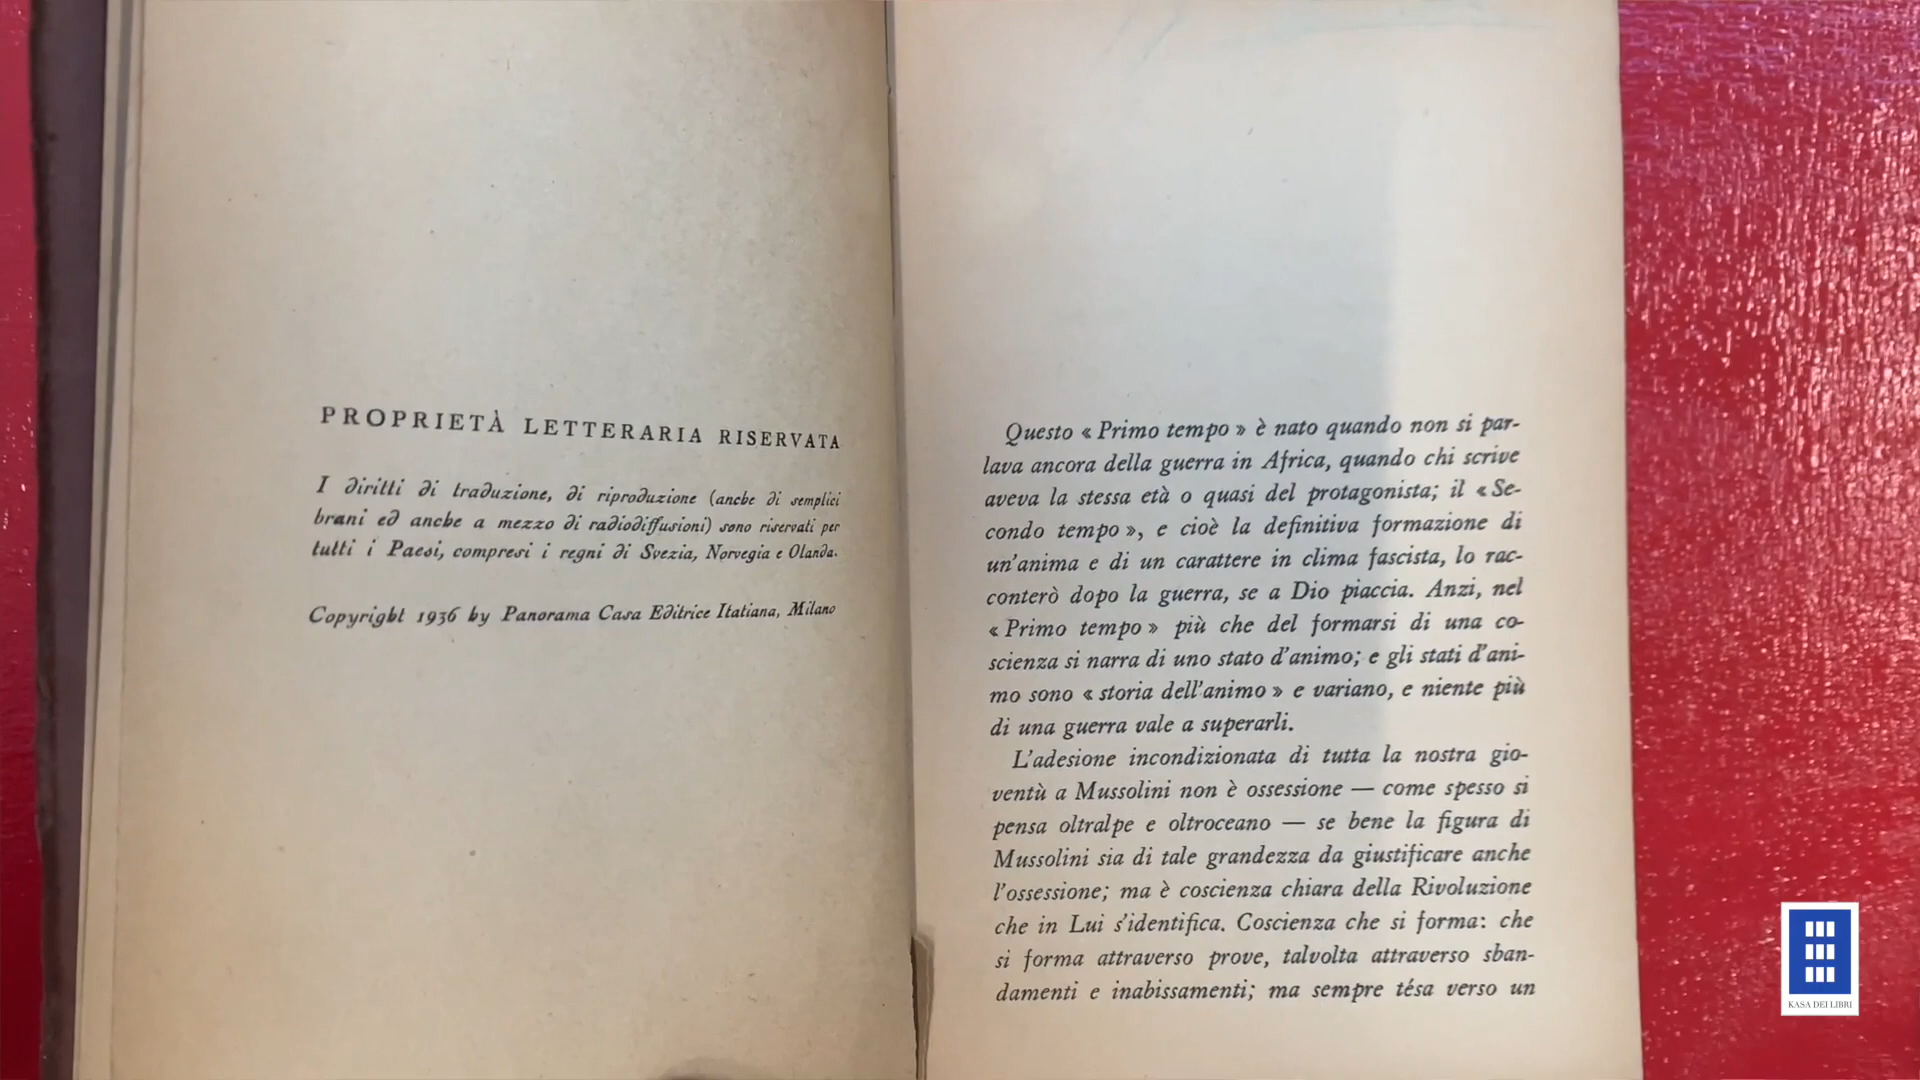 PROPRIETÀ LETTERARIA RISERVATA
I diritti di traduzione, di riproduzione (anche di semplici
brani ed anche a mezzo di radiodiffusioni) sono riservati per
tutti i Paesi, compresi i regni di Svezia, Norvegia e Olanda.
Copyright 1936 by Panorama Casa Editrice Italiana, Milano
Questo « Primo tempo » è nato quando non si par-
lava ancora della guerra in Africa, quando chi scrive
aveva la stessa età o quasi del protagonista; il « Se-
condo tempo », e cioè la definitiva formazione di
un'anima e di un carattere in clima fascista, lo rac-
conterò dopo la guerra, se a Dio piaccia. Anzi, nel
« Primo tempo » più che del formarsi di una co-
scienza si narra di uno stato d'animo; e gli stati d'ani-
mo sono « storia dell'animo » e variano, e niente più
di una guerra vale a superarli.
L'adesione incondizionata di tutta la nostra gio-
ventù a Mussolini non è ossessione — come spesso si
pensa oltralpe e oltroceano — se bene la figura di
Mussolini sia di tale grandezza da giustificare anche
l'ossessione; ma è coscienza chiara della Rivoluzione
che in Lui s'identifica. Coscienza che si forma: che
si forma attraverso prove, talvolta attraverso sban-
damenti e inabissamenti; ma sempre tésa verso un
KASA DEI LIBRI